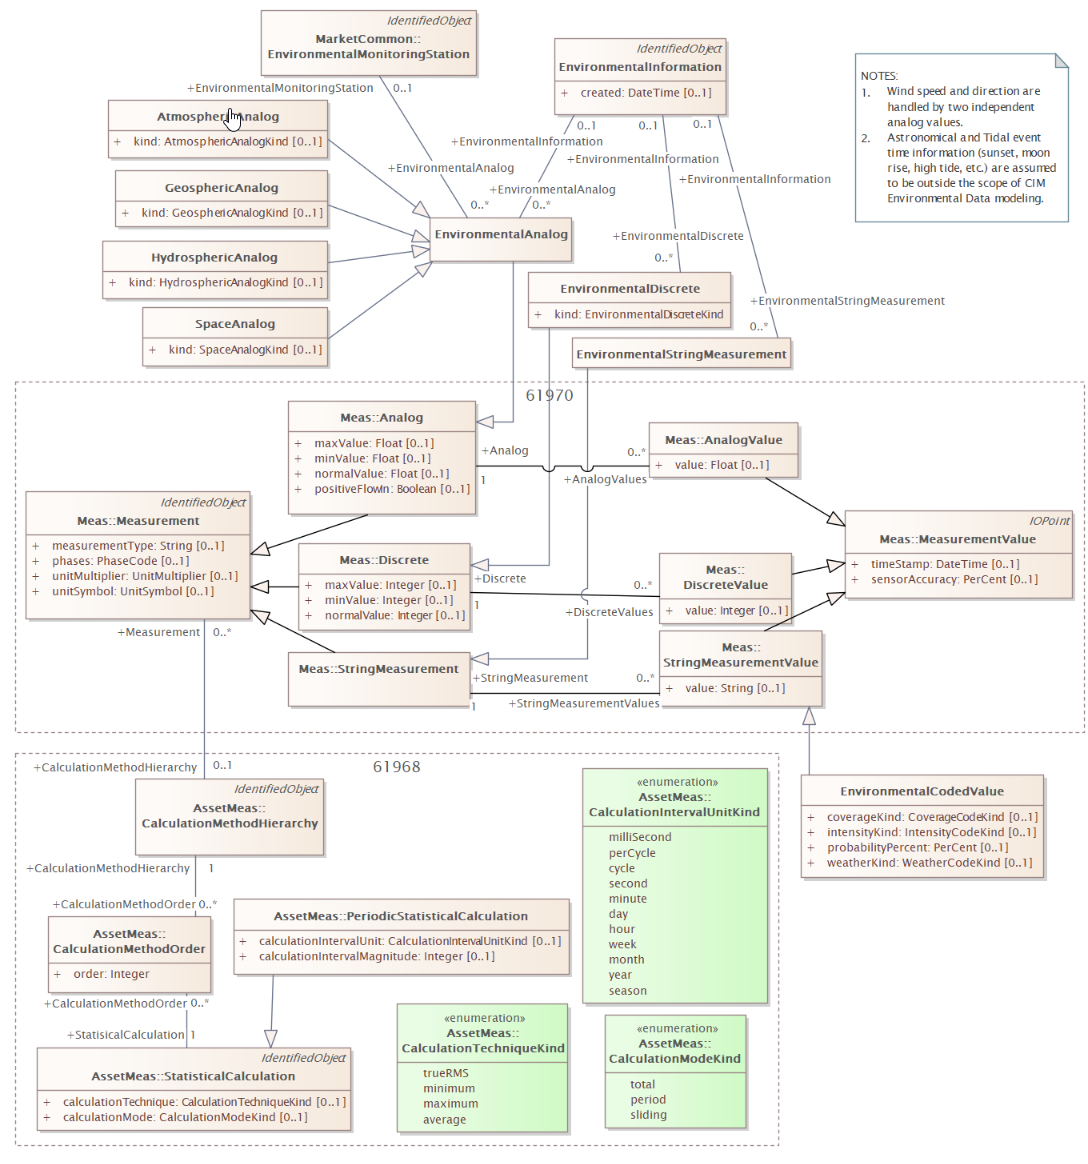 IdentifiedObject
MarketCommon::
EnvironmentalMonitoringStation
+EnvironmentalMonitoringStation 0..1
IdentifiedObject
EnvironmentalInformation
+ created: DateTime [0..1]
NOTES:
1. Wind speed and direction are
handled by two independent
analog values.
2. Astronomical and Tidal event
time information (sunset, moon
rise, high tide, etc.) are assumed
to be outside the scope of CIM
Environmental Data modeling.
AtmosphericAnalog
+ kind: AtmosphericAnalogKind [0..1]
0..1
0..1
0..1
+EnvironmentalInformation
+EnvironmentalInformation
+EnvironmentalInformation
+EnvironmentalAnalog
+EnvironmentalAnalog
0..*
0..*
GeosphericAnalog
+ kind: GeosphericAnalogKind [0..1]
EnvironmentalAnalog
+EnvironmentalDiscrete
0..*
HydrosphericAnalog
+ kind: HydrosphericAnalogKind [0..1]
EnvironmentalDiscrete
+ kind: EnvironmentalDiscreteKind
+EnvironmentalStringMeasurement
0..*
SpaceAnalog
+ kind: SpaceAnalogKind [0..1]
EnvironmentalStringMeasurement
61970
Meas::Analog
+ maxValue: Float [0..1]
+ minValue: Float [0..1]
+ normalValue: Float [0..1]
+ positiveFlowIn: Boolean [0..1]
+Analog
1
0..*
+AnalogValues
Meas::AnalogValue
+ value: Float [0..1]
IdentifiedObject
Meas::Measurement
+ measurementType: String [0..1]
+ phases: PhaseCode [0..1]
+ unitMultiplier: UnitMultiplier [0..1]
+ unitSymbol: UnitSymbol [0..1]
IOPoint
Meas::MeasurementValue
+ timeStamp: DateTime [0..1]
+ sensorAccuracy: PerCent [0..1]
Meas::Discrete
+ maxValue: Integer [0..1]
+ minValue: Integer [0..1]
+ normalValue: Integer [0..1]
+Discrete
1
0..*
+DiscreteValues
Meas::
DiscreteValue
+ value: Integer [0..1]
+Measurement 0..*
Meas::StringMeasurement
+StringMeasurement
1
0..*
+StringMeasurementValues
Meas::
StringMeasurementValue
+ value: String [0..1]
61968
+CalculationMethodHierarchy 0..1
IdentifiedObject
AssetMeas::
CalculationMethodHierarchy
+CalculationMethodHierarchy 1
+CalculationMethodOrder 0..*
AssetMeas::
CalculationMethodOrder
+ order: Integer
+CalculationMethodOrder 0..*
+StatisicalCalculation 1
AssetMeas::PeriodicStatisticalCalculation
+ calculationIntervalUnit: CalculationIntervalUnitKind [0..1]
+ calculationIntervalMagnitude: Integer [0..1]
IdentifiedObject
AssetMeas::StatisticalCalculation
+ calculationTechnique: CalculationTechniqueKind [0..1]
+ calculationMode: CalculationModeKind [0..1]
«enumeration»
AssetMeas::
CalculationIntervalUnitKind
milliSecond
perCycle
cycle
second
minute
day
hour
week
month
year
season
«enumeration»
AssetMeas::
CalculationTechniqueKind
trueRMS
minimum
maximum
average
«enumeration»
AssetMeas::
CalculationModeKind
total
period
sliding
EnvironmentalCodedValue
+ coverageKind: CoverageCodeKind [0..1]
+ intensityKind: IntensityCodeKind [0..1]
+ probabilityPercent: PerCent [0..1]
+ weatherKind: WeatherCodeKind [0..1]